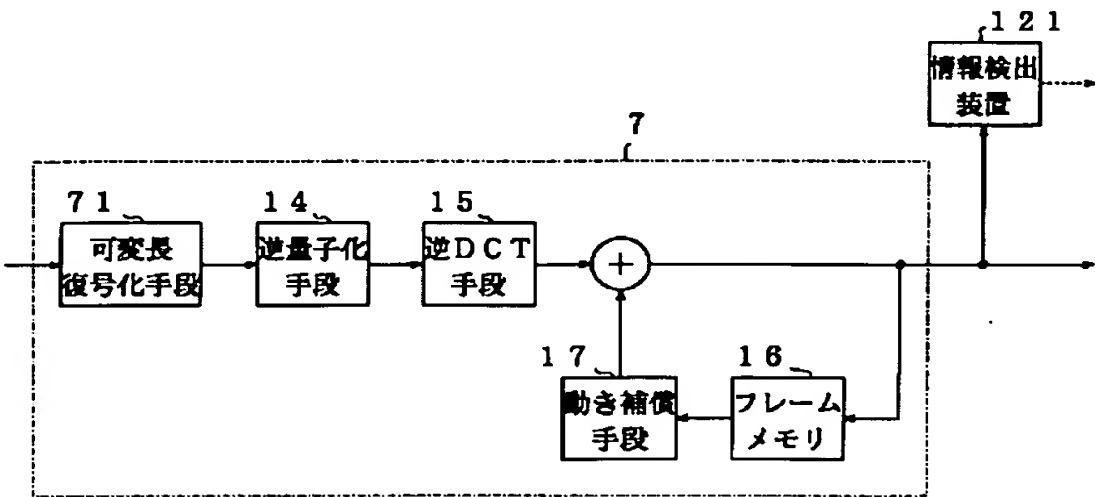 １２１
情報検出
装置
７
７１
可変長
復号化手段
１４
逆量子化
手段
１５
逆ＤＣＴ
手段
＋
１７
動き補償
手段
１６
フレーム
メモリ